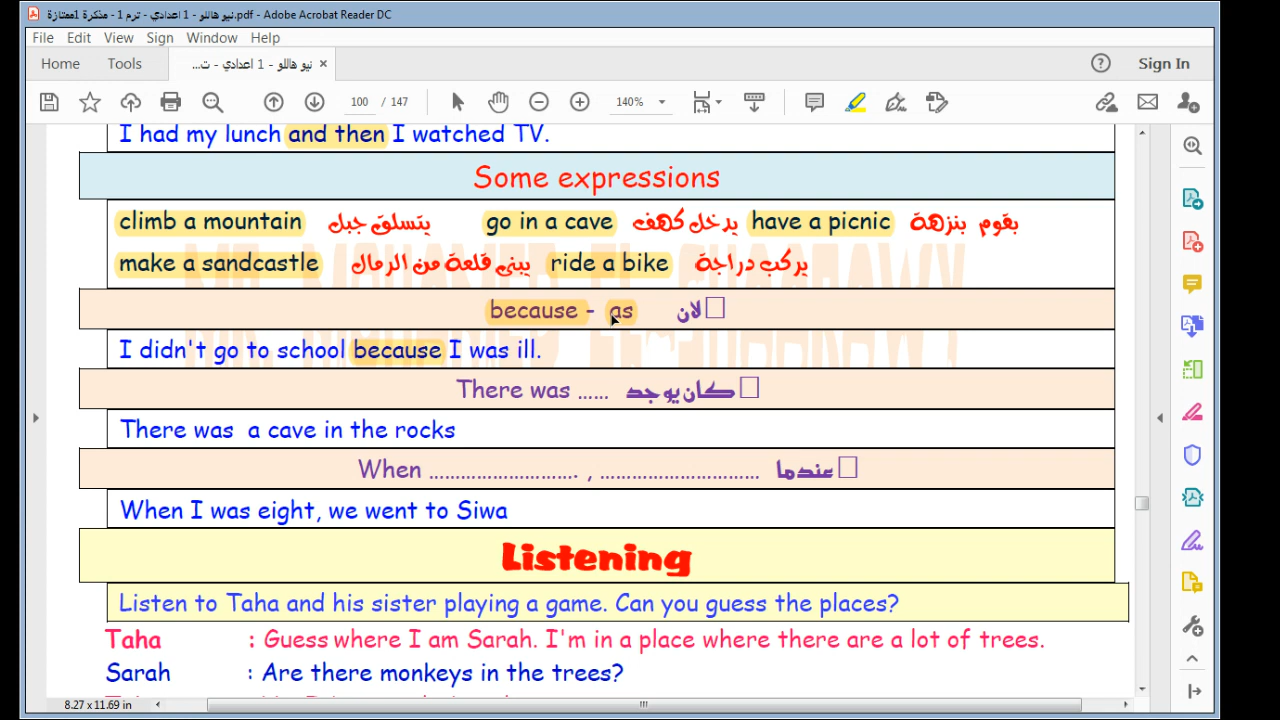 نيو هاللو - 1 اعدادي - ترم 1 - مذكرة 1ممتازة.pdf - Adobe Acrobat Reader DC
File Edit View Sign Window Help
Home Tools نيو هاللو - 1 اعدادي - ت... × Sign In
100 / 147 140%
I had my lunch and then I watched TV.
Some expressions
climb a mountain يتسلق جبل go in a cave يدخل كهف have a picnic بقوم بنزهة
make a sandcastle يبنى قلعة من الرمال ride a bike يركب دراجة
because - as لان
I didn't go to school because I was ill.
There was ...... كان يوجد
There was a cave in the rocks
When ............................ , ............................ عندما
When I was eight, we went to Siwa
Listening
Listen to Taha and his sister playing a game. Can you guess the places?
Taha : Guess where I am Sarah. I'm in a place where there are a lot of trees.
Sarah : Are there monkeys in the trees?
8.27 x 11.69 in